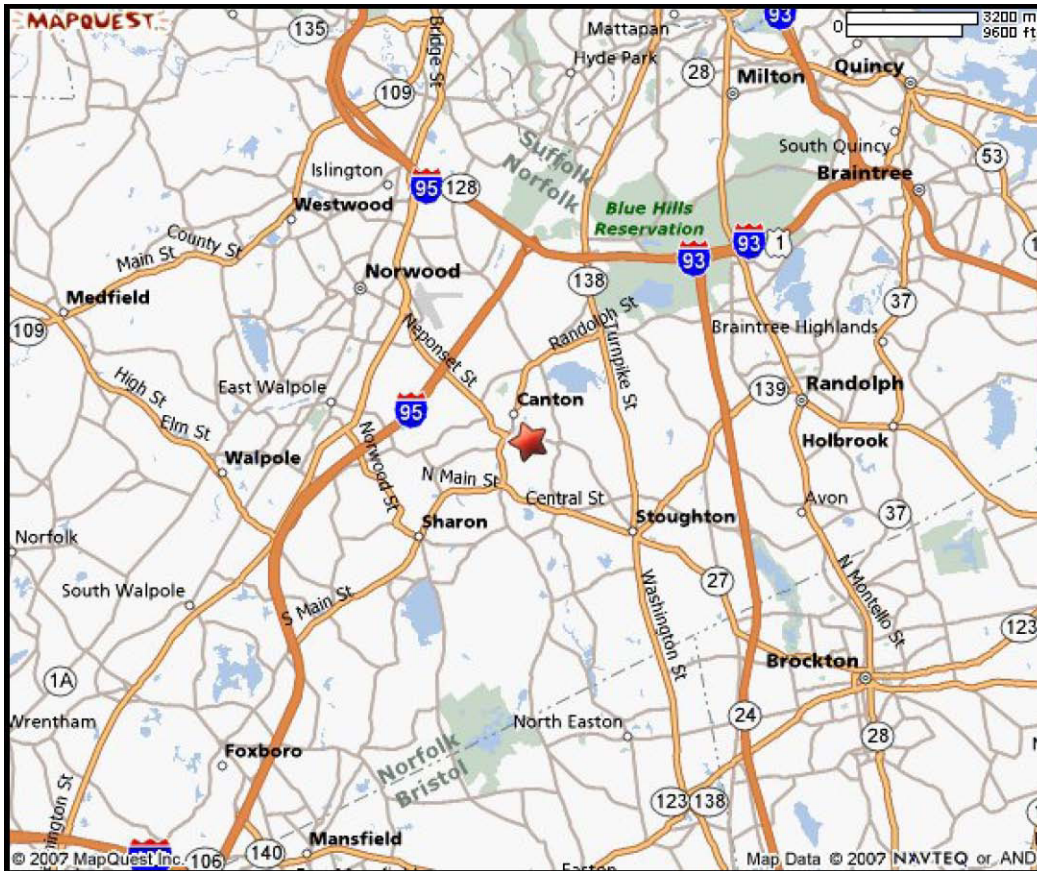 MAPQUEST
135
Bridge St
Mattapan
93
0
3200 m
9600 ft
Hyde Park
28
Milton
Quincy
109
South Quincy
53
Islington
Suffolk
Norfolk
Braintree
95
128
Westwood
Blue Hills
Reservation
County St
Main St
93
1
93
Norwood
138
37
Medfield
109
Randolph St
Braintree Highlands
Neponset St
Turnpike St
High St
East Walpole
139
Randolph
95
Canton
Elm St
Holbrook
Norwood St
Walpole
N Main St
Central St
Avon
37
Stoughton
Sharon
Norfolk
27
South Walpole
Washington St
N Montello St
S Main St
123
1A
Brockton
Wrentham
North Easton
24
28
Foxboro
Norfolk
Bristol
123
138
Mansfield
140
106
Easton
© 2007 MapQuest Inc.
Map Data © 2007 NAVTEQ or AND